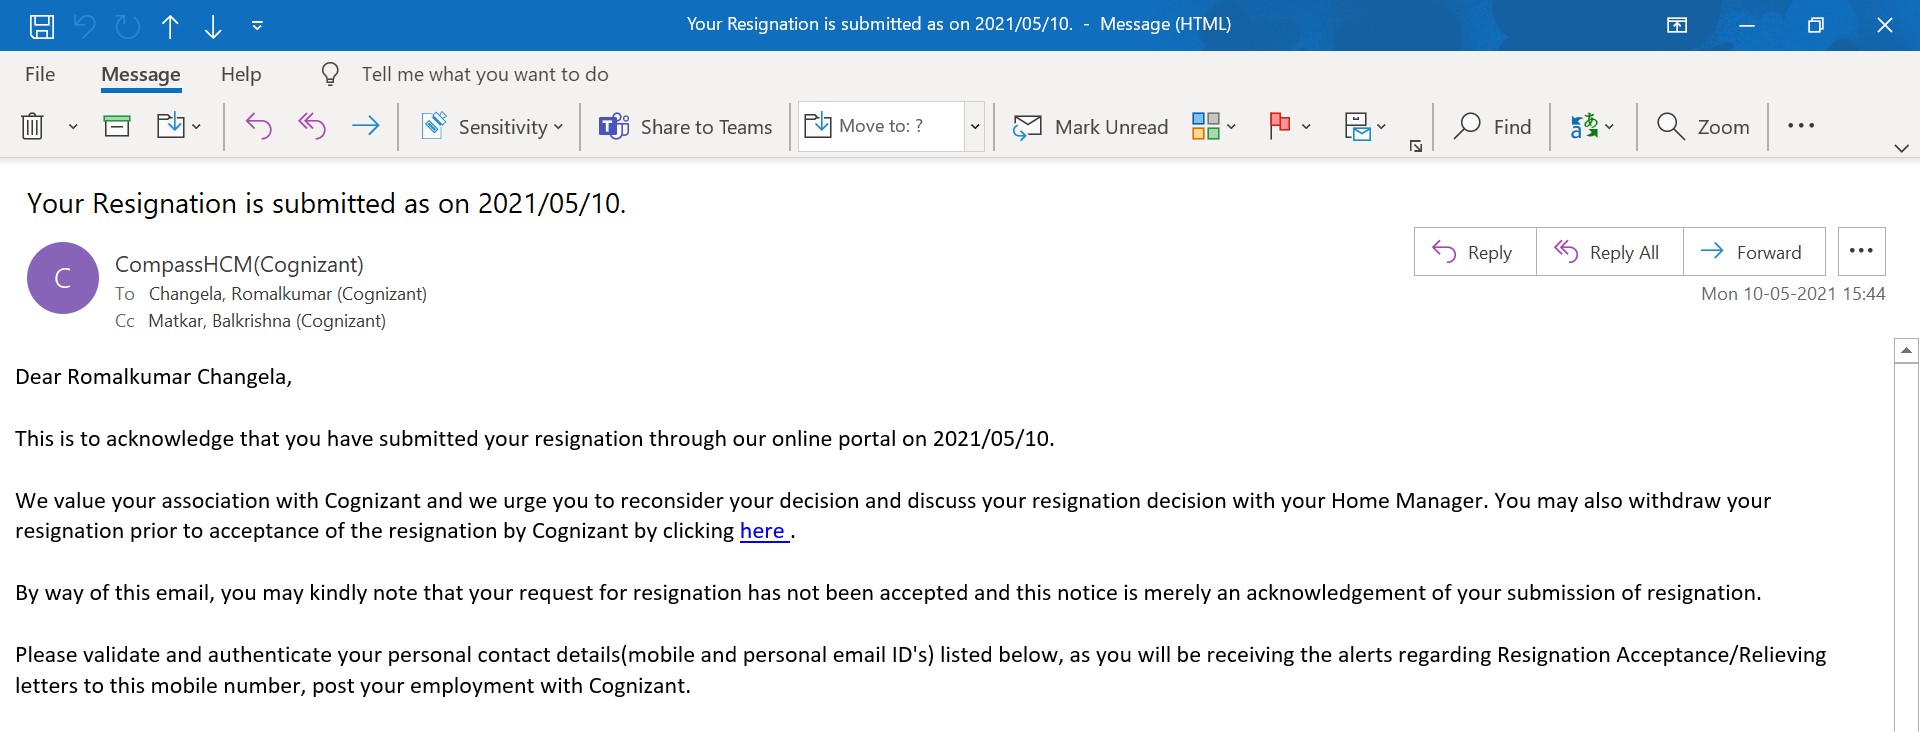 Your Resignation is submitted as on 2021/05/10. - Message (HTML)
File Message Help Tell me what you want to do
Sensitivity Share to Teams Move to: ? Mark Unread Find Zoom
Your Resignation is submitted as on 2021/05/10.
C
CompassHCM(Cognizant)
To Changela, Romalkumar (Cognizant)
Cc Matkar, Balkrishna (Cognizant)
Reply Reply All Forward
Mon 10-05-2021 15:44
Dear Romalkumar Changela,
This is to acknowledge that you have submitted your resignation through our online portal on 2021/05/10.
We value your association with Cognizant and we urge you to reconsider your decision and discuss your resignation decision with your Home Manager. You may also withdraw your
resignation prior to acceptance of the resignation by Cognizant by clicking here .
By way of this email, you may kindly note that your request for resignation has not been accepted and this notice is merely an acknowledgement of your submission of resignation.
Please validate and authenticate your personal contact details(mobile and personal email ID's) listed below, as you will be receiving the alerts regarding Resignation Acceptance/Relieving
letters to this mobile number, post your employment with Cognizant.